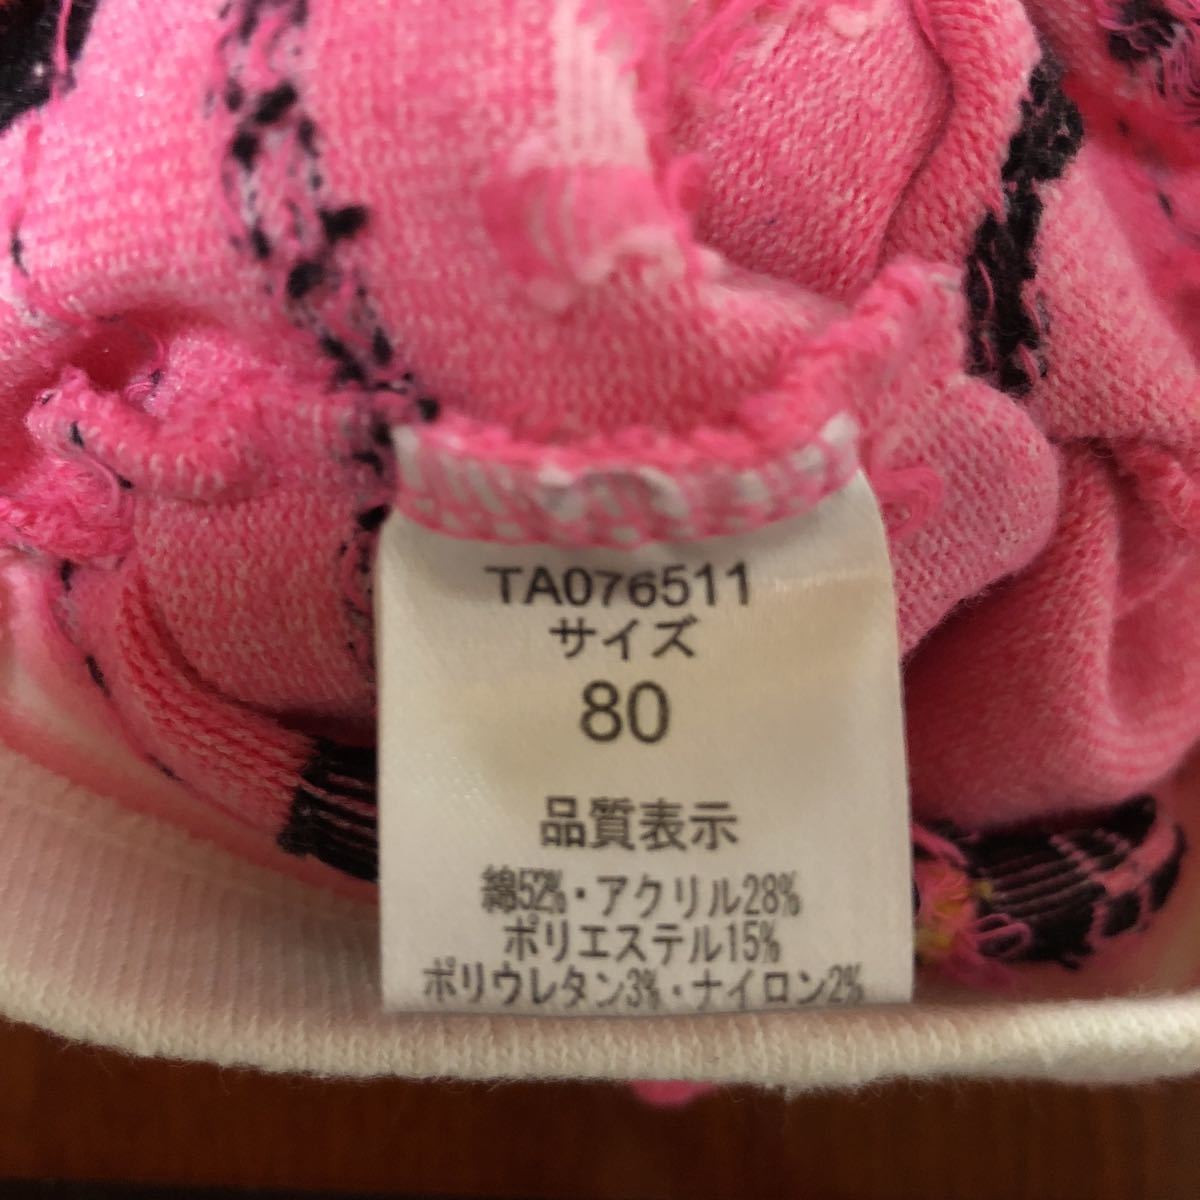 TA076511
サイズ
80
品質表示
綿52%・アクリル28%
ポリエステル15%
ポリウレタン3%・ナイロン2%